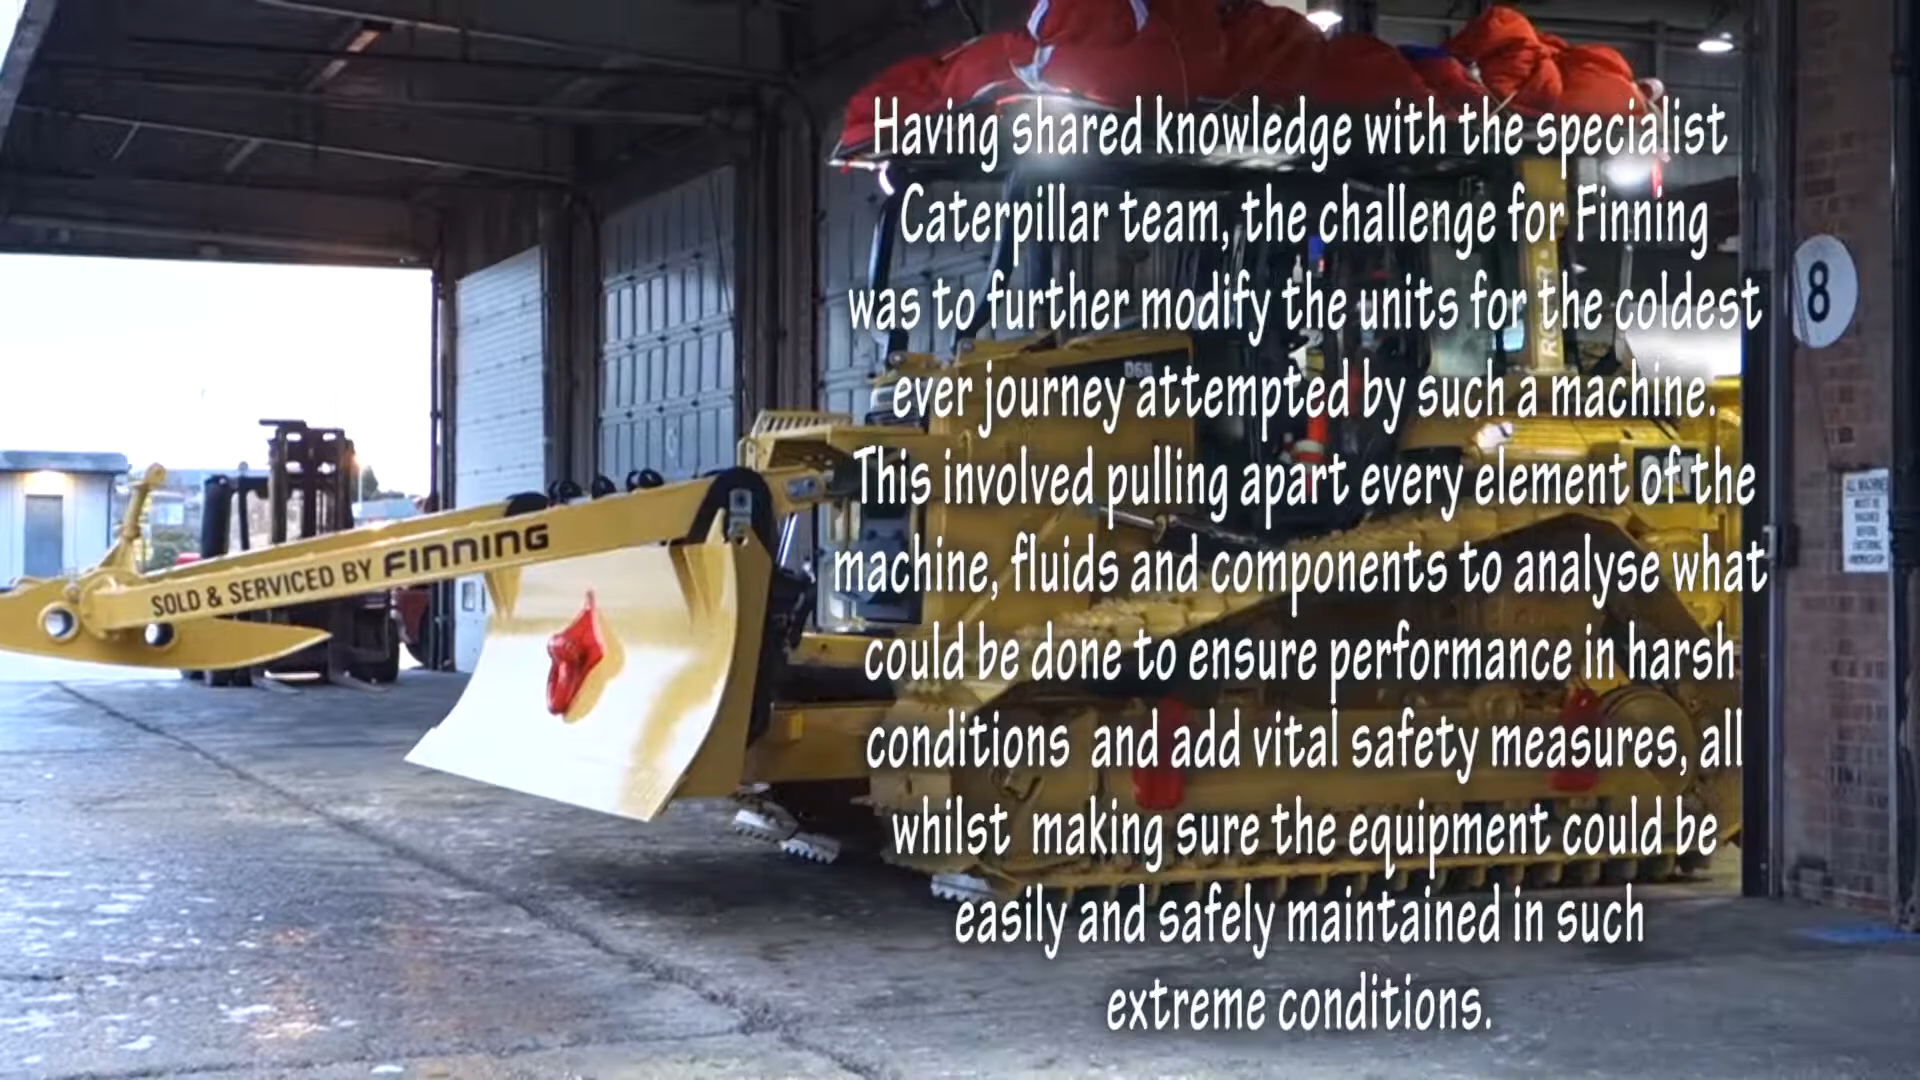 Having shared knowledge with the specialist
Caterpillar team, the challenge for Finning
was to further modify the units for the coldest
ever journey attempted by such a machine.
This involved pulling apart every element of the
machine, fluids and components to analyse what
could be done to ensure performance in harsh
conditions  and add vital safety measures, all
whilst  making sure the equipment could be
easily and safely maintained in such
extreme conditions.
8
SOLD & SERVICED BY FINNING